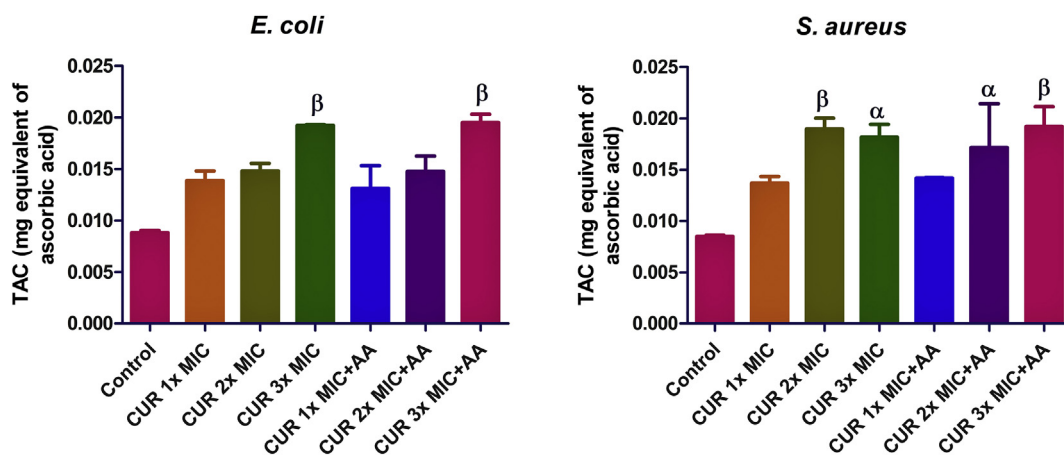 E. coli
TAC (mg equivalent of
ascorbic acid)
0.025
0.020
0.015
0.010
0.005
0.000
β
β
Control
CUR 1x MIC
CUR 2x MIC
CUR 3x MIC
CUR 1x MIC+AA
CUR 2x MIC+AA
CUR 3x MIC+AA
S. aureus
TAC (mg equivalent of
ascorbic acid)
0.025
0.020
0.015
0.010
0.005
0.000
β
α
α
β
Control
CUR 1x MIC
CUR 2x MIC
CUR 3x MIC
CUR 1x MIC+AA
CUR 2x MIC+AA
CUR 3x MIC+AA